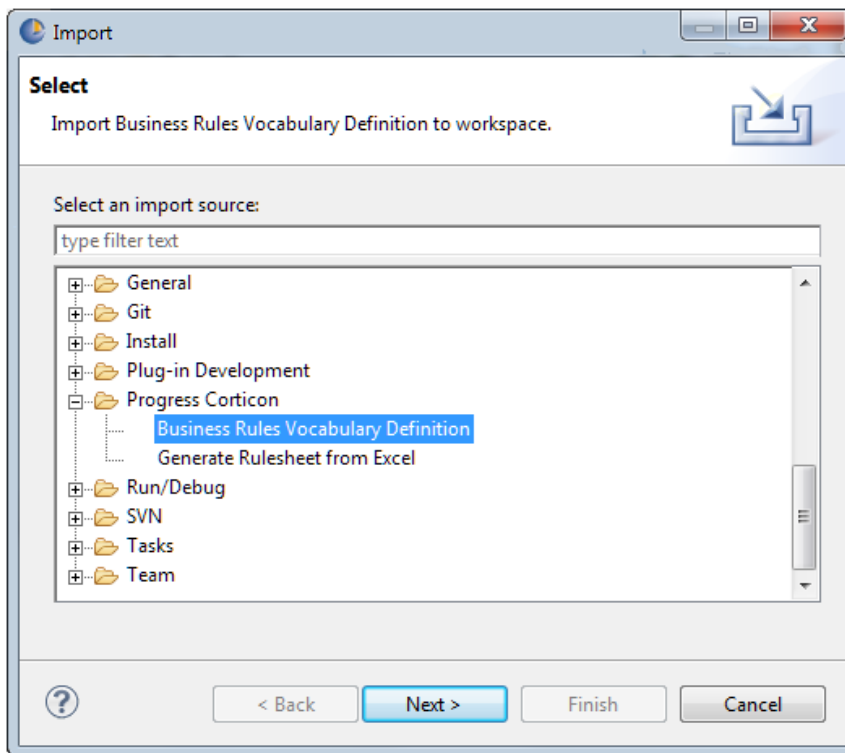 Import
Select
Import Business Rules Vocabulary Definition to workspace.
Select an import source:
type filter text
General
Git
Install
Plug-in Development
Progress Corticon
Business Rules Vocabulary Definition
Generate Rulesheet from Excel
Run/Debug
SVN
Tasks
Team
? < Back Next > Finish Cancel